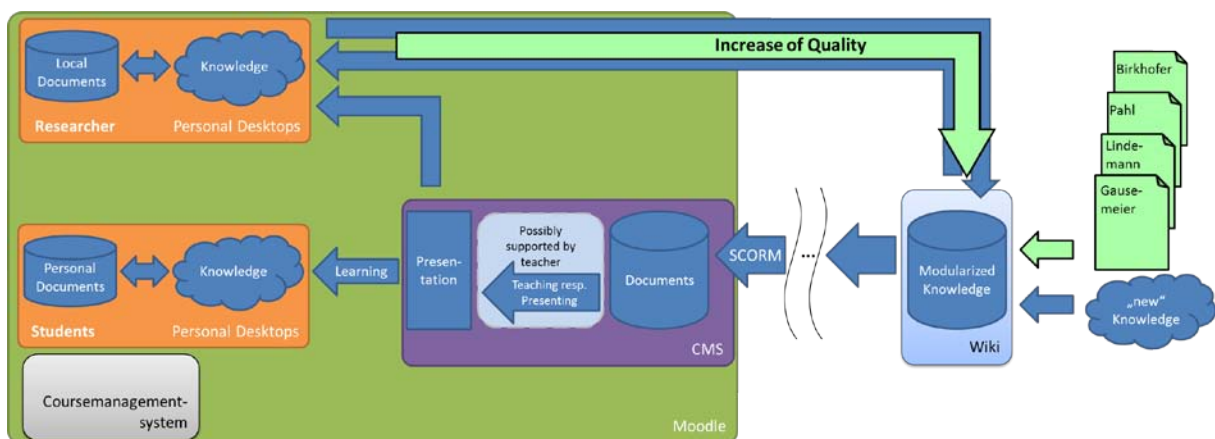 Local
Documents
Knowledge
Researcher
Personal Desktops
Increase of Quality
Birkhofer
Pahl
Linde-
mann
Gause-
meier
Personal
Documents
Knowledge
Students
Personal Desktops
Learning
Presen-
tation
Possibly
supported by
teacher
Teaching resp.
Presenting
Documents
CMS
SCORM
...
Modularized
Knowledge
Wiki
„new“
Knowledge
Coursemanagement-
system
Moodle